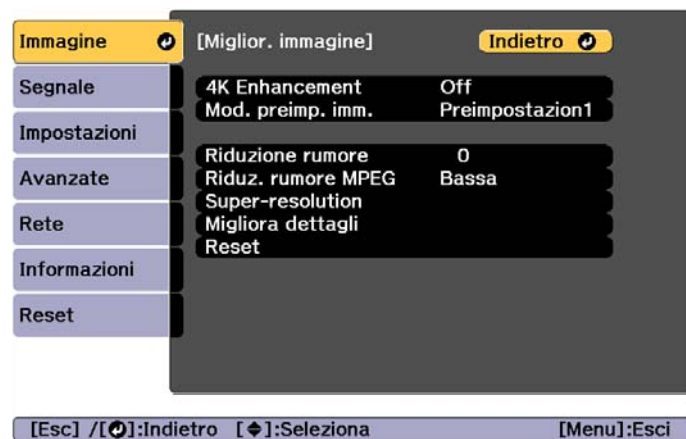 Immagine
Segnale
Impostazioni
Avanzate
Rete
Informazioni
Reset
[Miglior. immagine] Indietro
4K Enhancement Off
Mod. preimp. imm. Preimpostazion1
Riduzione rumore 0
Riduz. rumore MPEG Bassa
Super-resolution
Migliora dettagli
Reset
[Esc] /[ ]:Indietro [ ]:Seleziona [Menu]:Esci